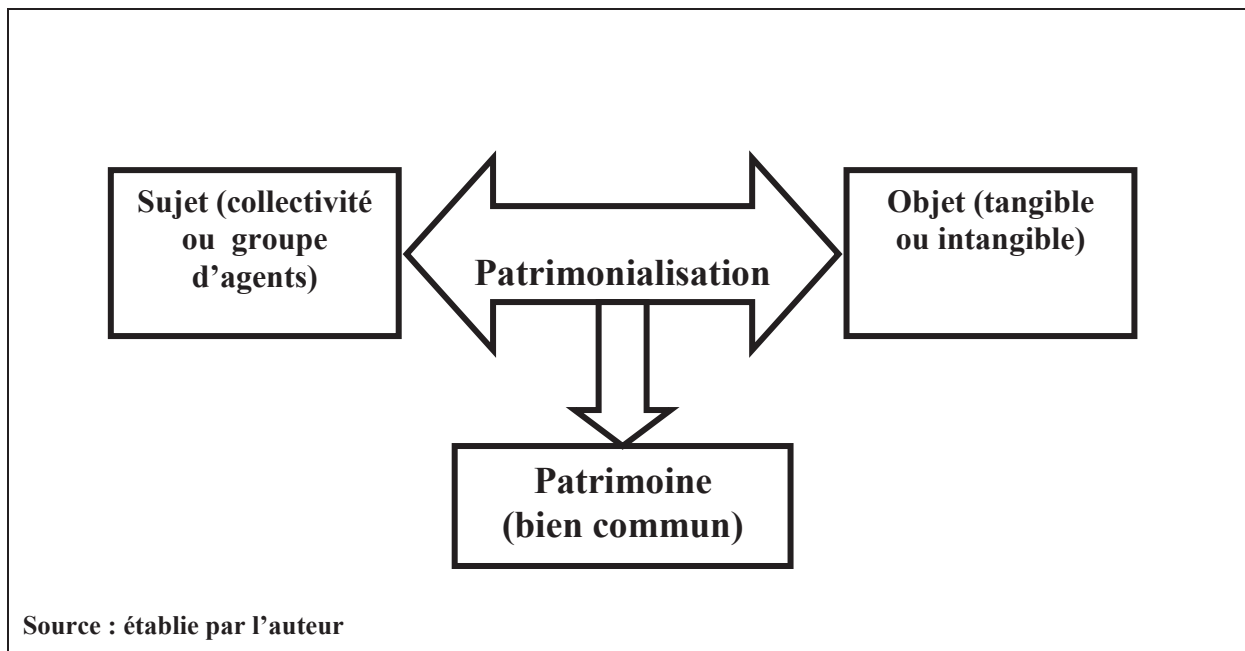 Sujet (collectivité
ou groupe
d’agents)
Objet (tangible
ou intangible)
Patrimonialisation
Patrimoine
(bien commun)
Source : établie par l’auteur